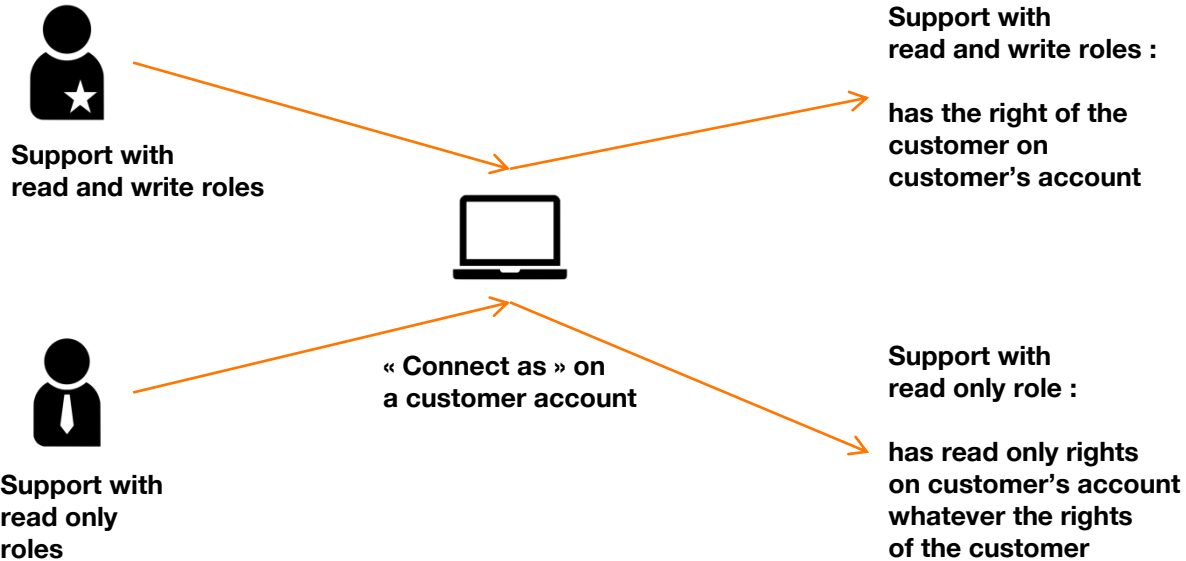 Support with
read and write roles
Support with
read only
roles
« Connect as » on
a customer account
Support with
read and write roles :
has the right of the
customer on
customer’s account
Support with
read only role :
has read only rights
on customer’s account
whatever the rights
of the customer